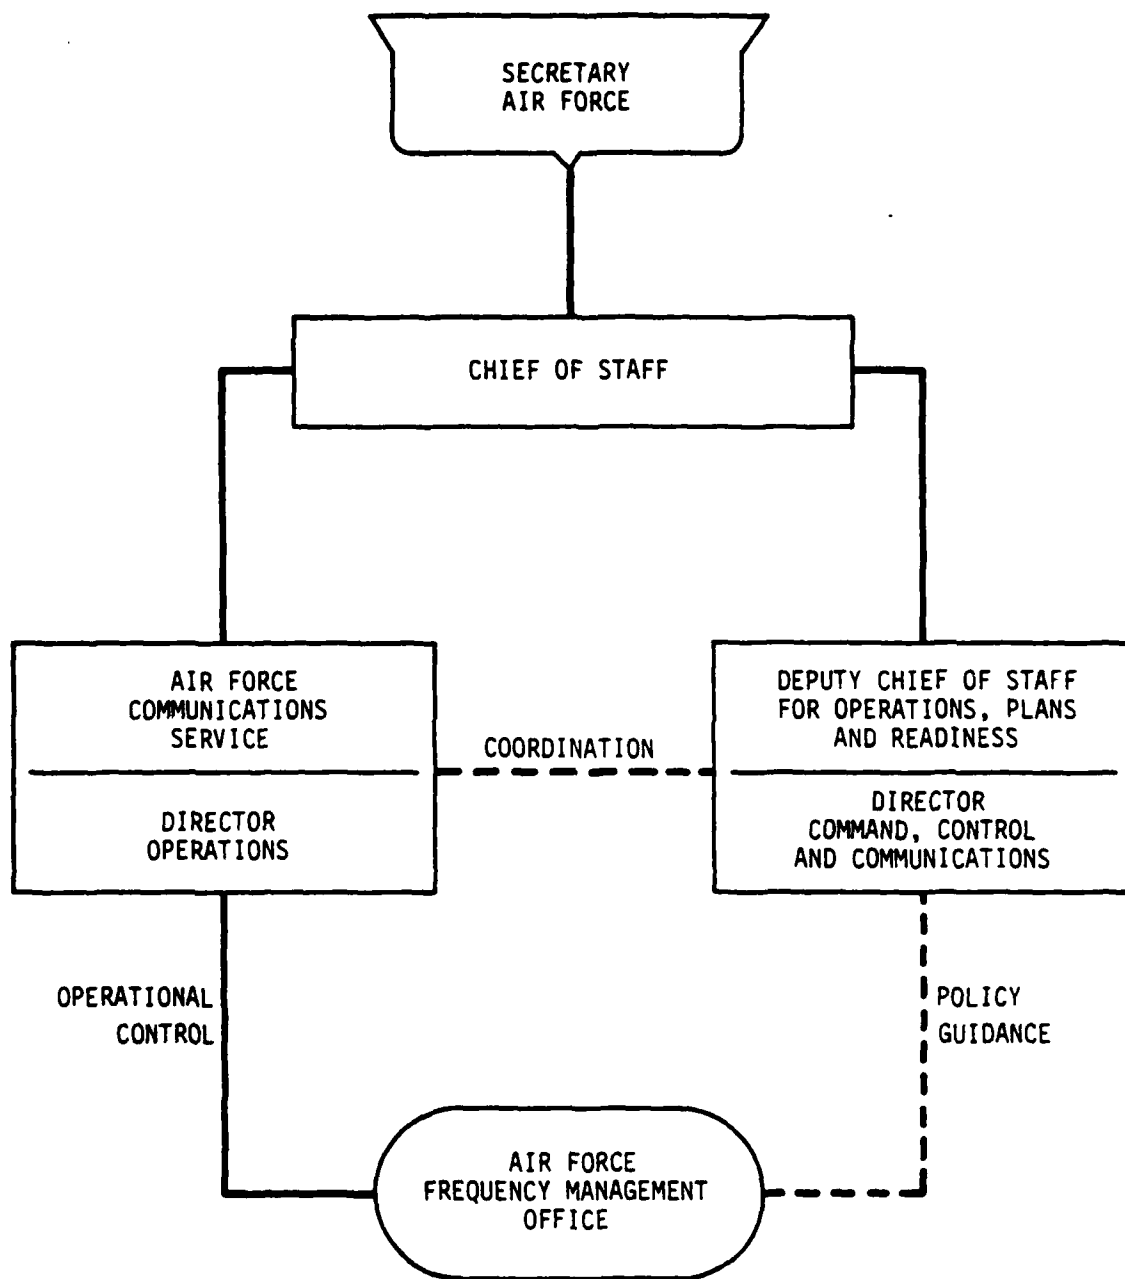 SECRETARY
AIR FORCE
CHIEF OF STAFF
AIR FORCE
COMMUNICATIONS
SERVICE
DIRECTOR
OPERATIONS
COORDINATION
DEPUTY CHIEF OF STAFF
FOR OPERATIONS, PLANS
AND READINESS
DIRECTOR
COMMAND, CONTROL
AND COMMUNICATIONS
OPERATIONAL
CONTROL
POLICY
GUIDANCE
AIR FORCE
FREQUENCY MANAGEMENT
OFFICE